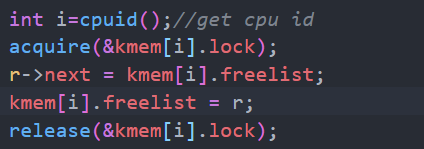 int i=cpuid();//get cpu id
acquire(&kmem[i].lock);
r->next = kmem[i].freelist;
kmem[i].freelist = r;
release(&kmem[i].lock);